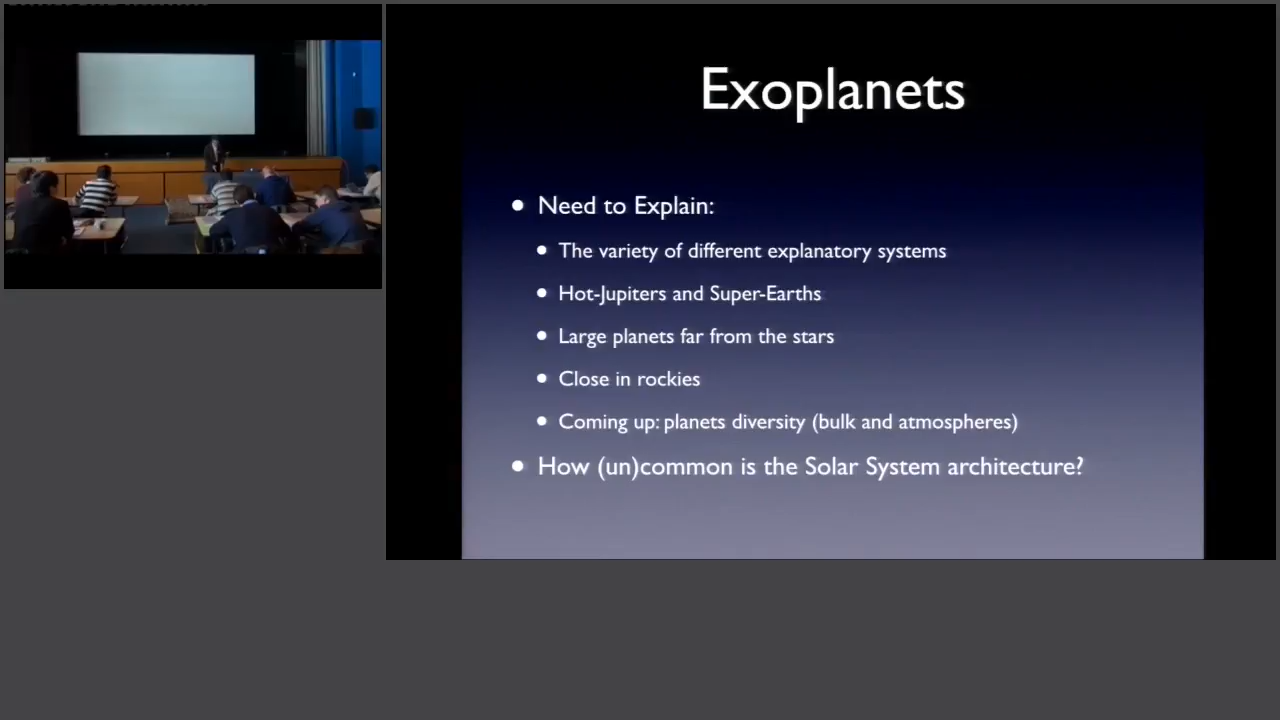 Exoplanets
Need to Explain:
The variety of different explanatory systems
Hot-Jupiters and Super-Earths
Large planets far from the stars
Close in rockies
Coming up: planets diversity (bulk and atmospheres)
How (un)common is the Solar System architecture?